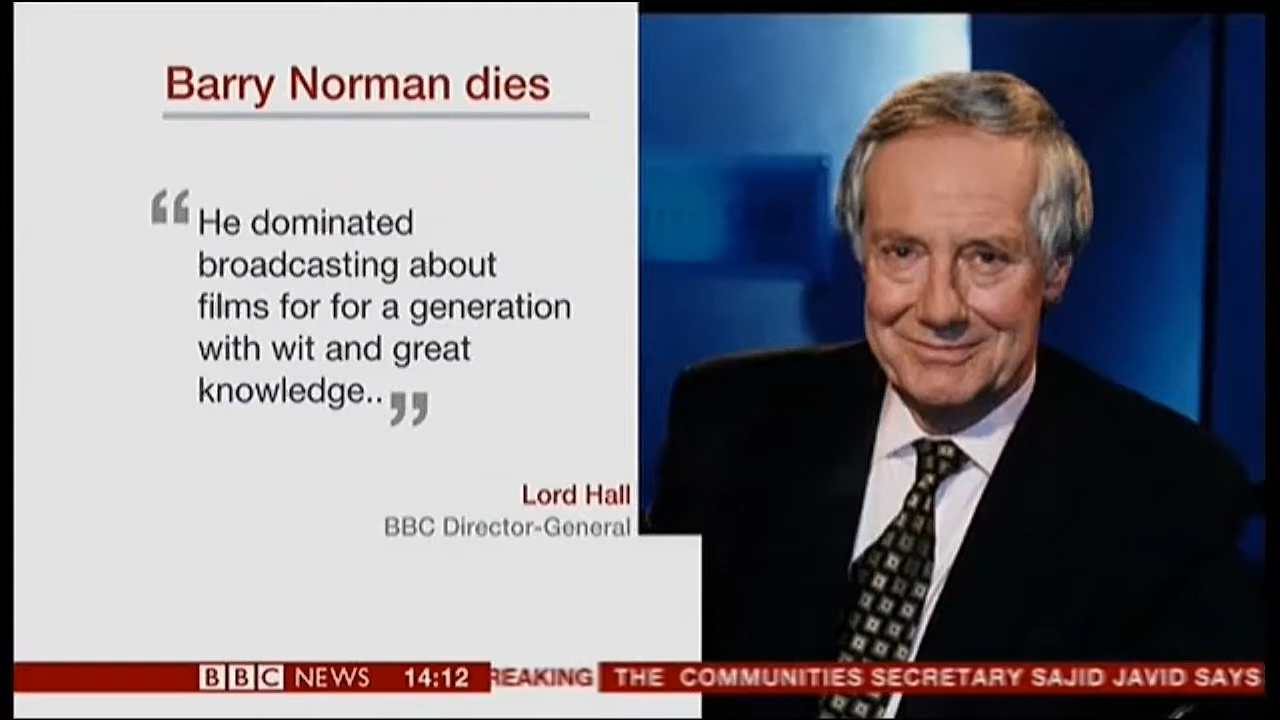 Barry Norman dies
“ He dominated
broadcasting about
films for for a generation
with wit and great
knowledge.. ”
Lord Hall
BBC Director-General
BBC NEWS 14:12 REAKING THE COMMUNITIES SECRETARY SAJID JAVID SAYS